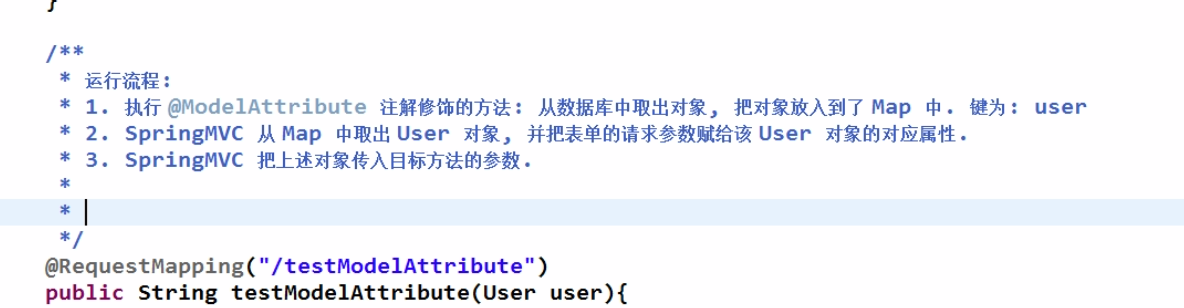 }
/**
* 运行流程:
* 1. 执行 @ModelAttribute 注解修饰的方法: 从数据库中取出对象, 把对象放入到了 Map 中. 键为: user
* 2. SpringMVC 从 Map 中取出 User 对象, 并把表单的请求参数赋给该 User 对象的对应属性.
* 3. SpringMVC 把上述对象传入目标方法的参数.
*
*
*/
@RequestMapping("/testModelAttribute")
public String testModelAttribute(User user){